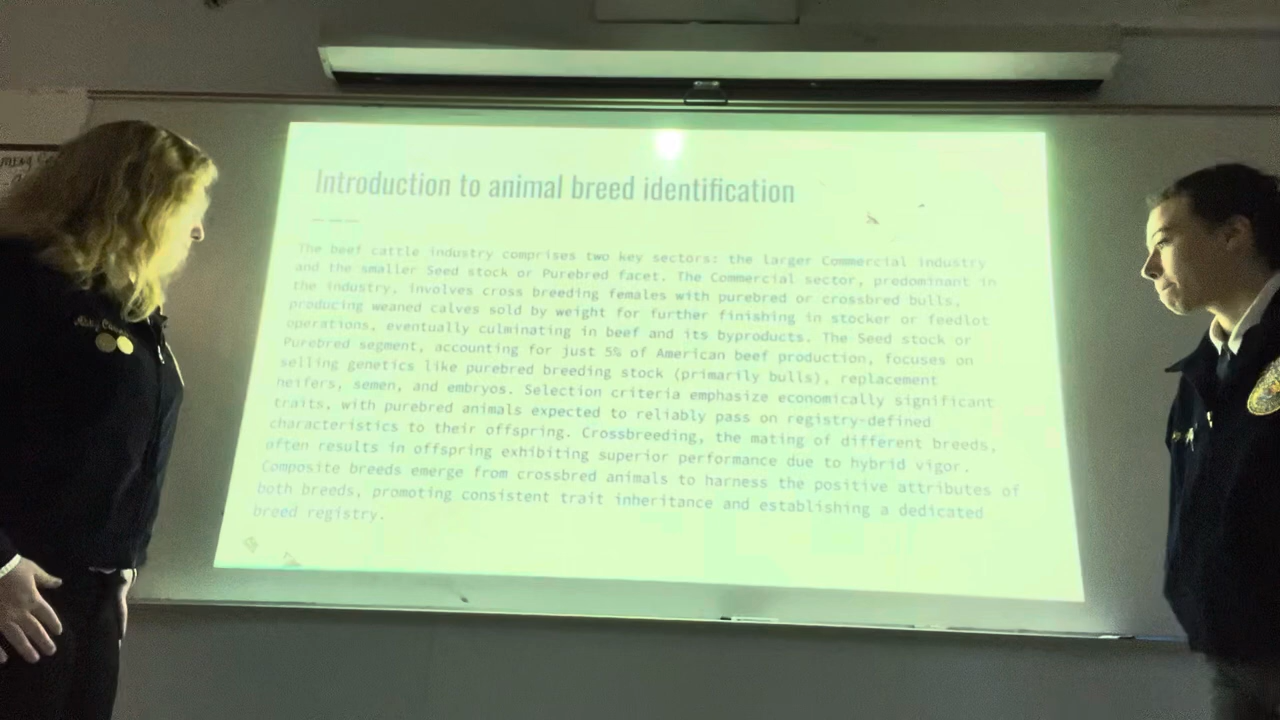 Introduction to animal breed identification
The beef cattle industry comprises two key sectors: the larger Commercial industry
and the smaller Seed stock or Purebred facet. The Commercial sector, predominant in
the industry, involves cross breeding females with purebred or crossbred bulls,
producing weaned calves sold by weight for further finishing in stocker or feedlot
operations, eventually culminating in beef and its byproducts. The Seed stock or
Purebred segment, accounting for just 5% of American beef production, focuses on
selling genetics like purebred breeding stock (primarily bulls), replacement
heifers, semen, and embryos. Selection criteria emphasize economically significant
traits, with purebred animals expected to reliably pass on registry-defined
characteristics to their offspring. Crossbreeding, the mating of different breeds,
often results in offspring exhibiting superior performance due to hybrid vigor.
Composite breeds emerge from crossbred animals to harness the positive attributes of
both breeds, promoting consistent trait inheritance and establishing a dedicated
breed registry.